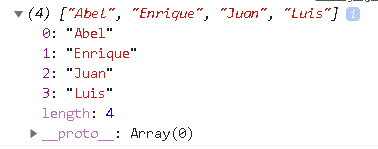 ▼ (4) ["Abel", "Enrique", "Juan", "Luis"] i
0: "Abel"
1: "Enrique"
2: "Juan"
3: "Luis"
length: 4
▶ __proto__: Array(0)